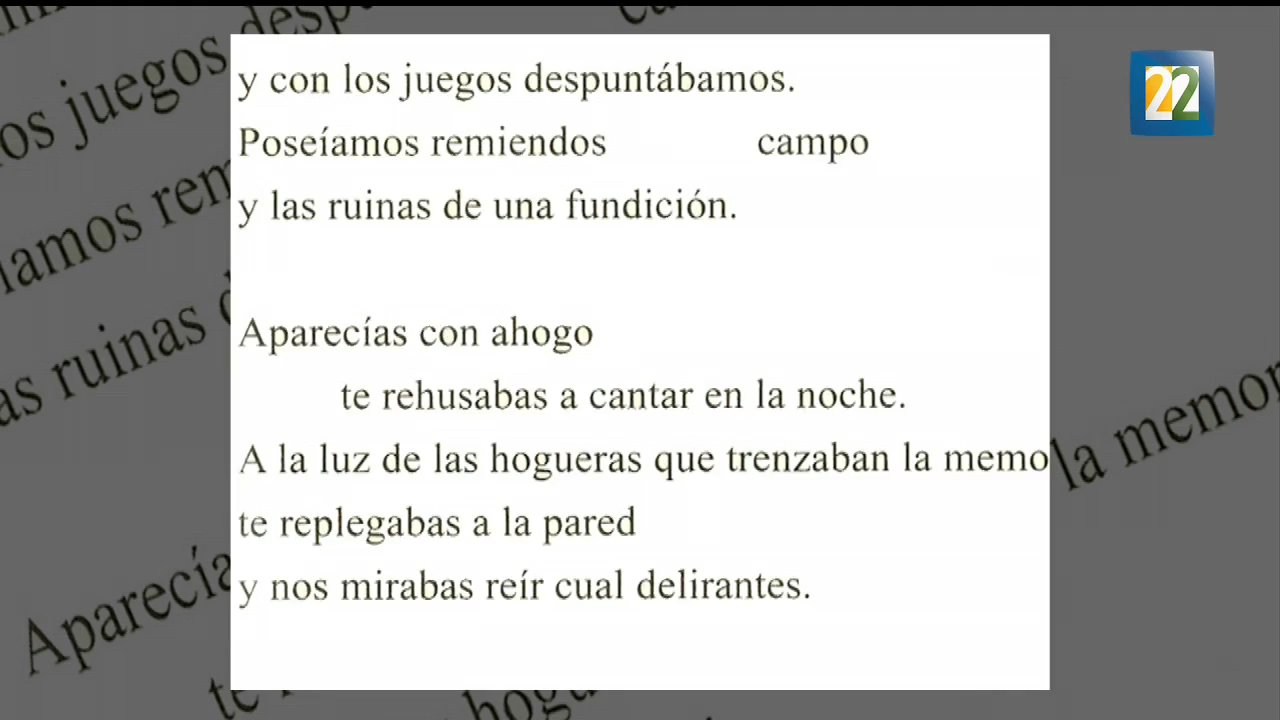 y con los juegos despuntábamos.
Poseíamos remiendos campo
y las ruinas de una fundición.
Aparecías con ahogo
te rehusabas a cantar en la noche.
A la luz de las hogueras que trenzaban la memo
te replegabas a la pared
y nos mirabas reír cual delirantes.
22
la memor